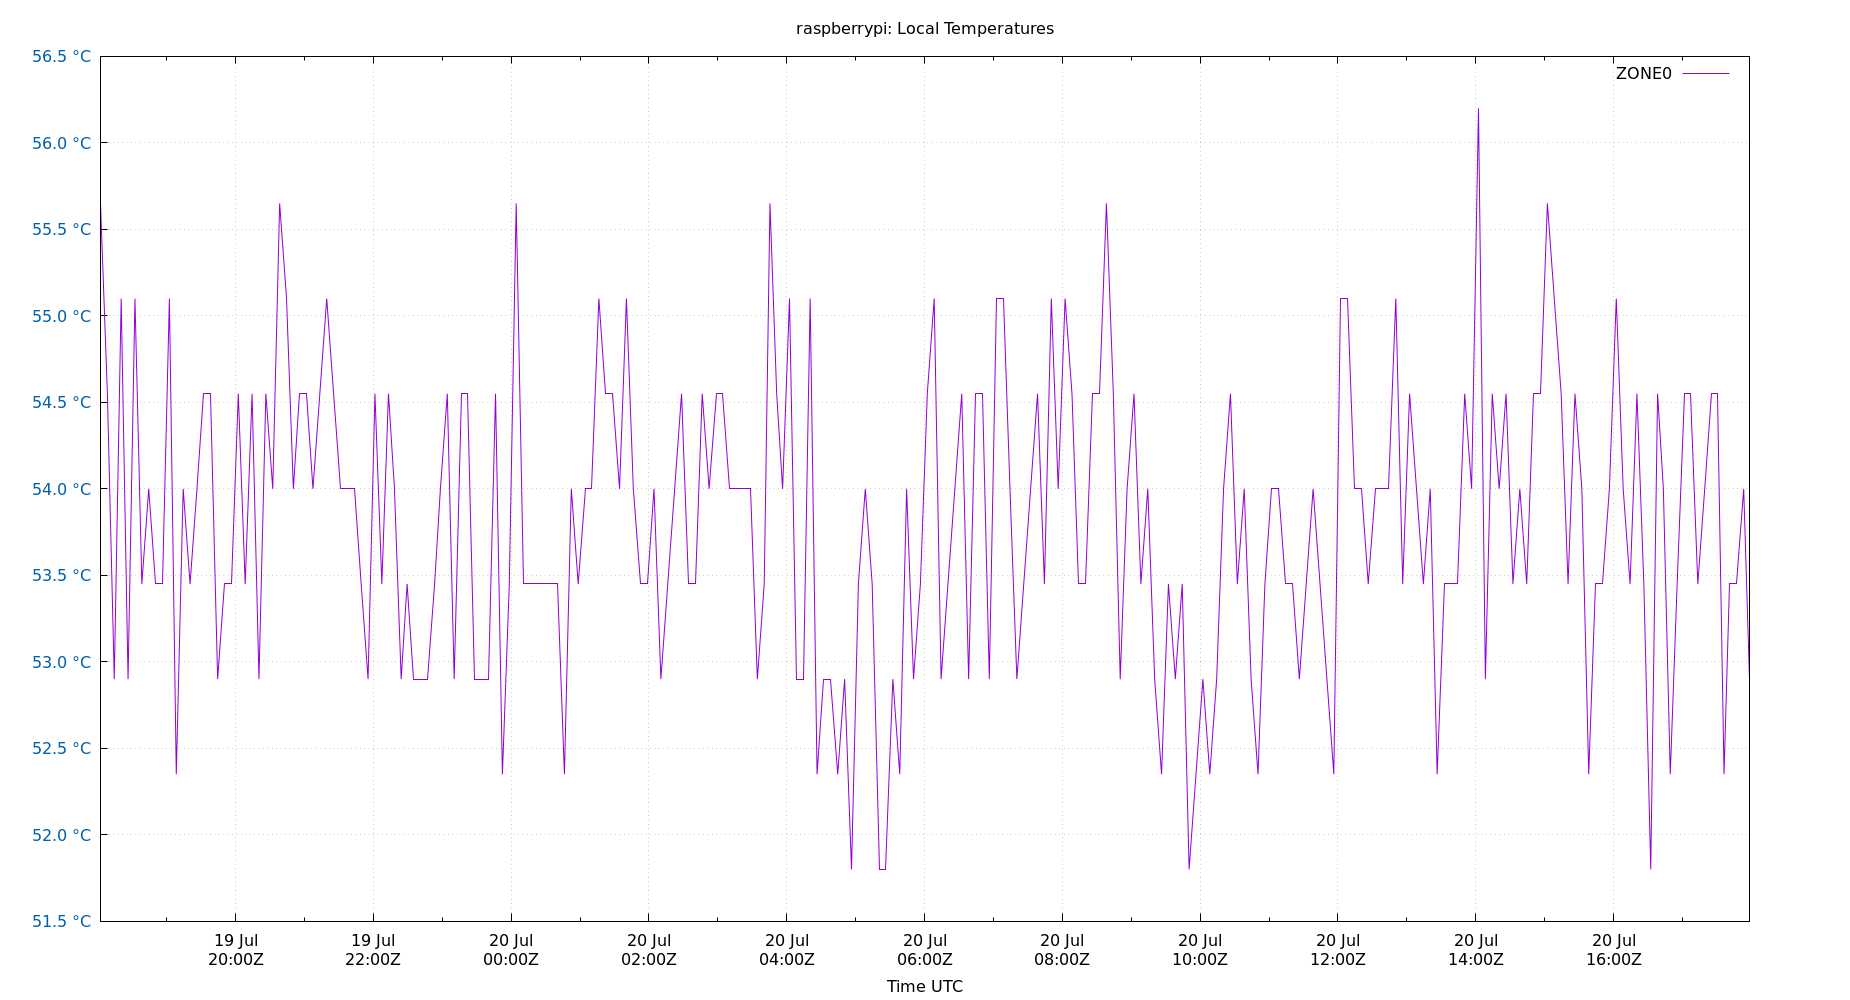 raspberrypi: Local Temperatures
ZONE0
56.5 °C
56.0 °C
55.5 °C
55.0 °C
54.5 °C
54.0 °C
53.5 °C
53.0 °C
52.5 °C
52.0 °C
51.5 °C
19 Jul 19 Jul 20 Jul 20 Jul 20 Jul 20 Jul 20 Jul 20 Jul 20 Jul 20 Jul 20 Jul
20:00Z 22:00Z 00:00Z 02:00Z 04:00Z 06:00Z 08:00Z 10:00Z 12:00Z 14:00Z 16:00Z
Time UTC